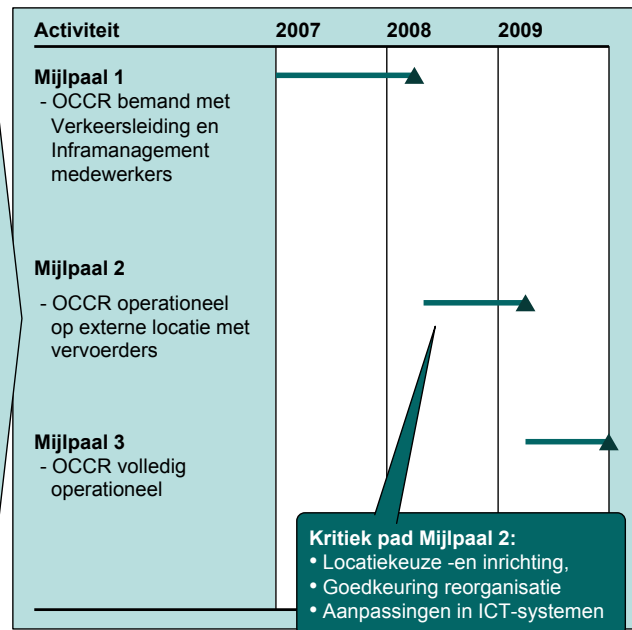 Activiteit 2007 2008 2009
Mijlpaal 1
- OCCR bemand met
Verkeersleiding en
Inframanagement
medewerkers
Mijlpaal 2
- OCCR operationeel
op externe locatie met
vervoerders
Mijlpaal 3
- OCCR volledig
operationeel
Kritiek pad Mijlpaal 2:
• Locatiekeuze -en inrichting,
• Goedkeuring reorganisatie
• Aanpassingen in ICT-systemen